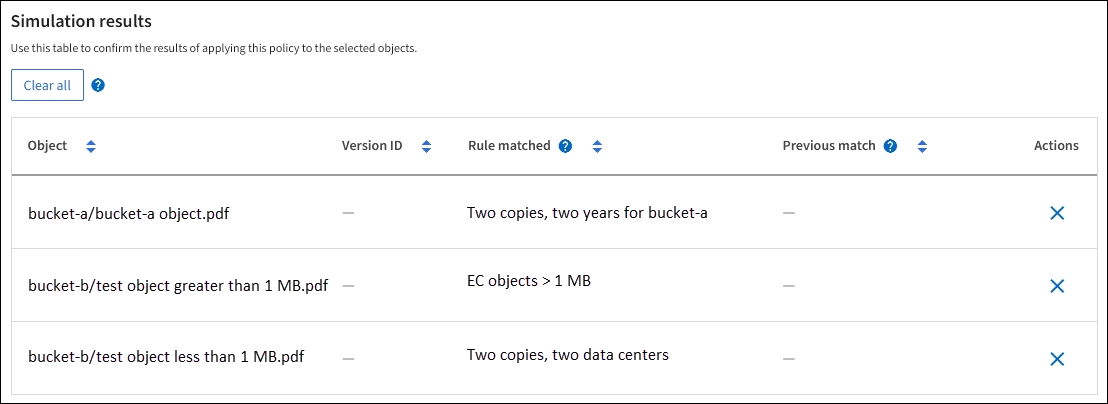 Simulation results
Use this table to confirm the results of applying this policy to the selected objects.
Clear all ?
Object Version ID Rule matched ? Previous match ? Actions
bucket-a/bucket-a object.pdf — Two copies, two years for bucket-a —
bucket-b/test object greater than 1 MB.pdf — EC objects > 1 MB —
bucket-b/test object less than 1 MB.pdf — Two copies, two data centers —